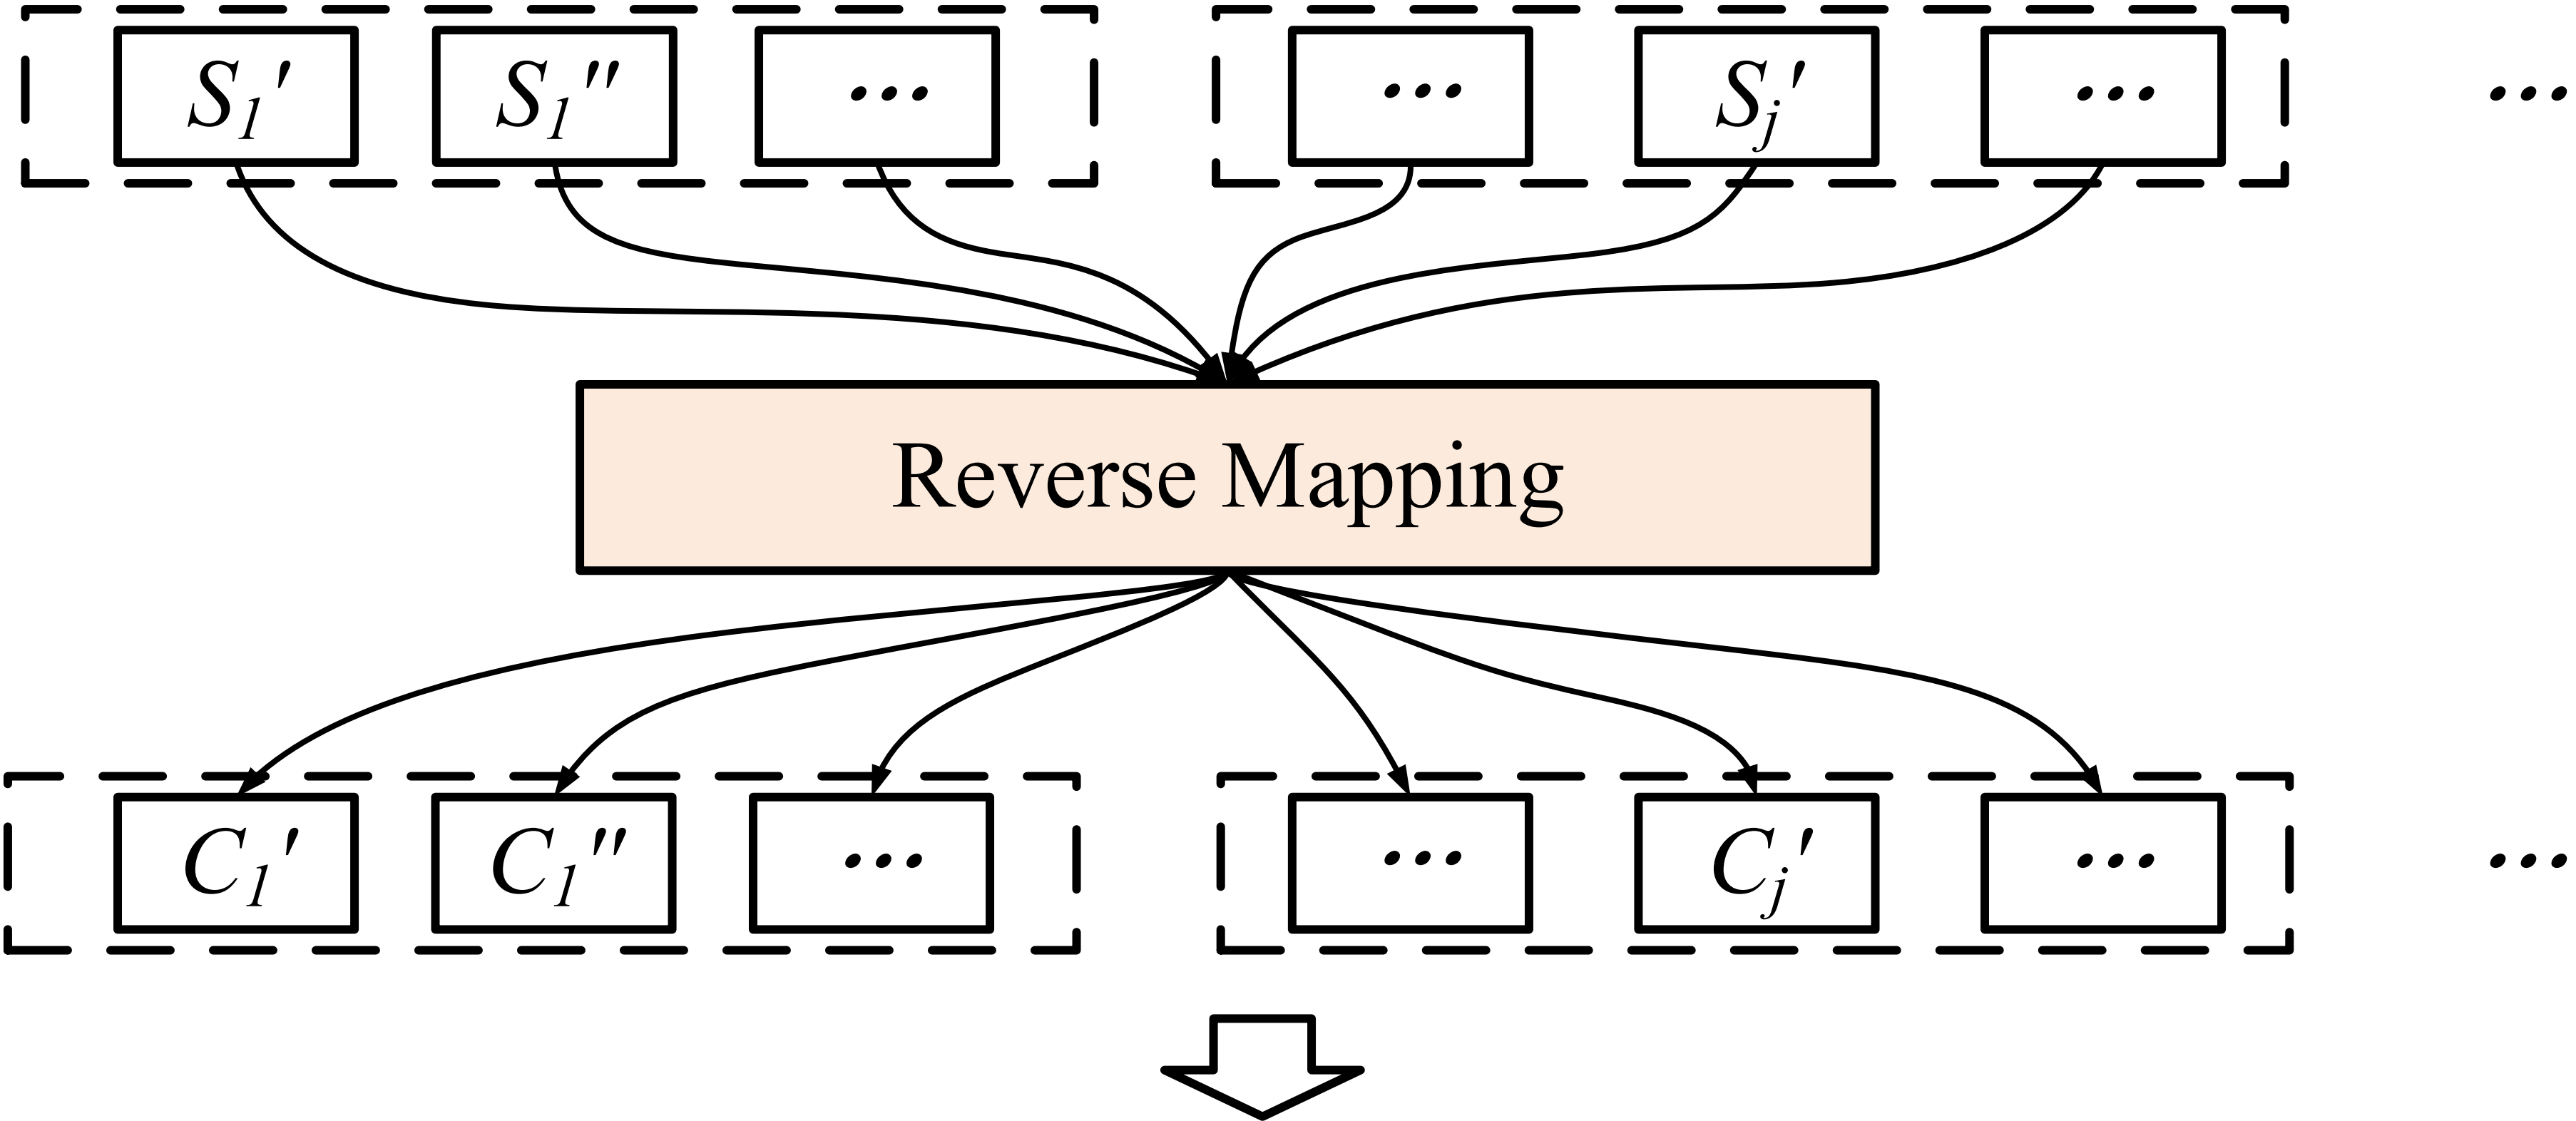 S1′ S1″ ... ... Sj′ ... ...
Reverse Mapping
C1′ C1″ ... ... Cj′ ... ...